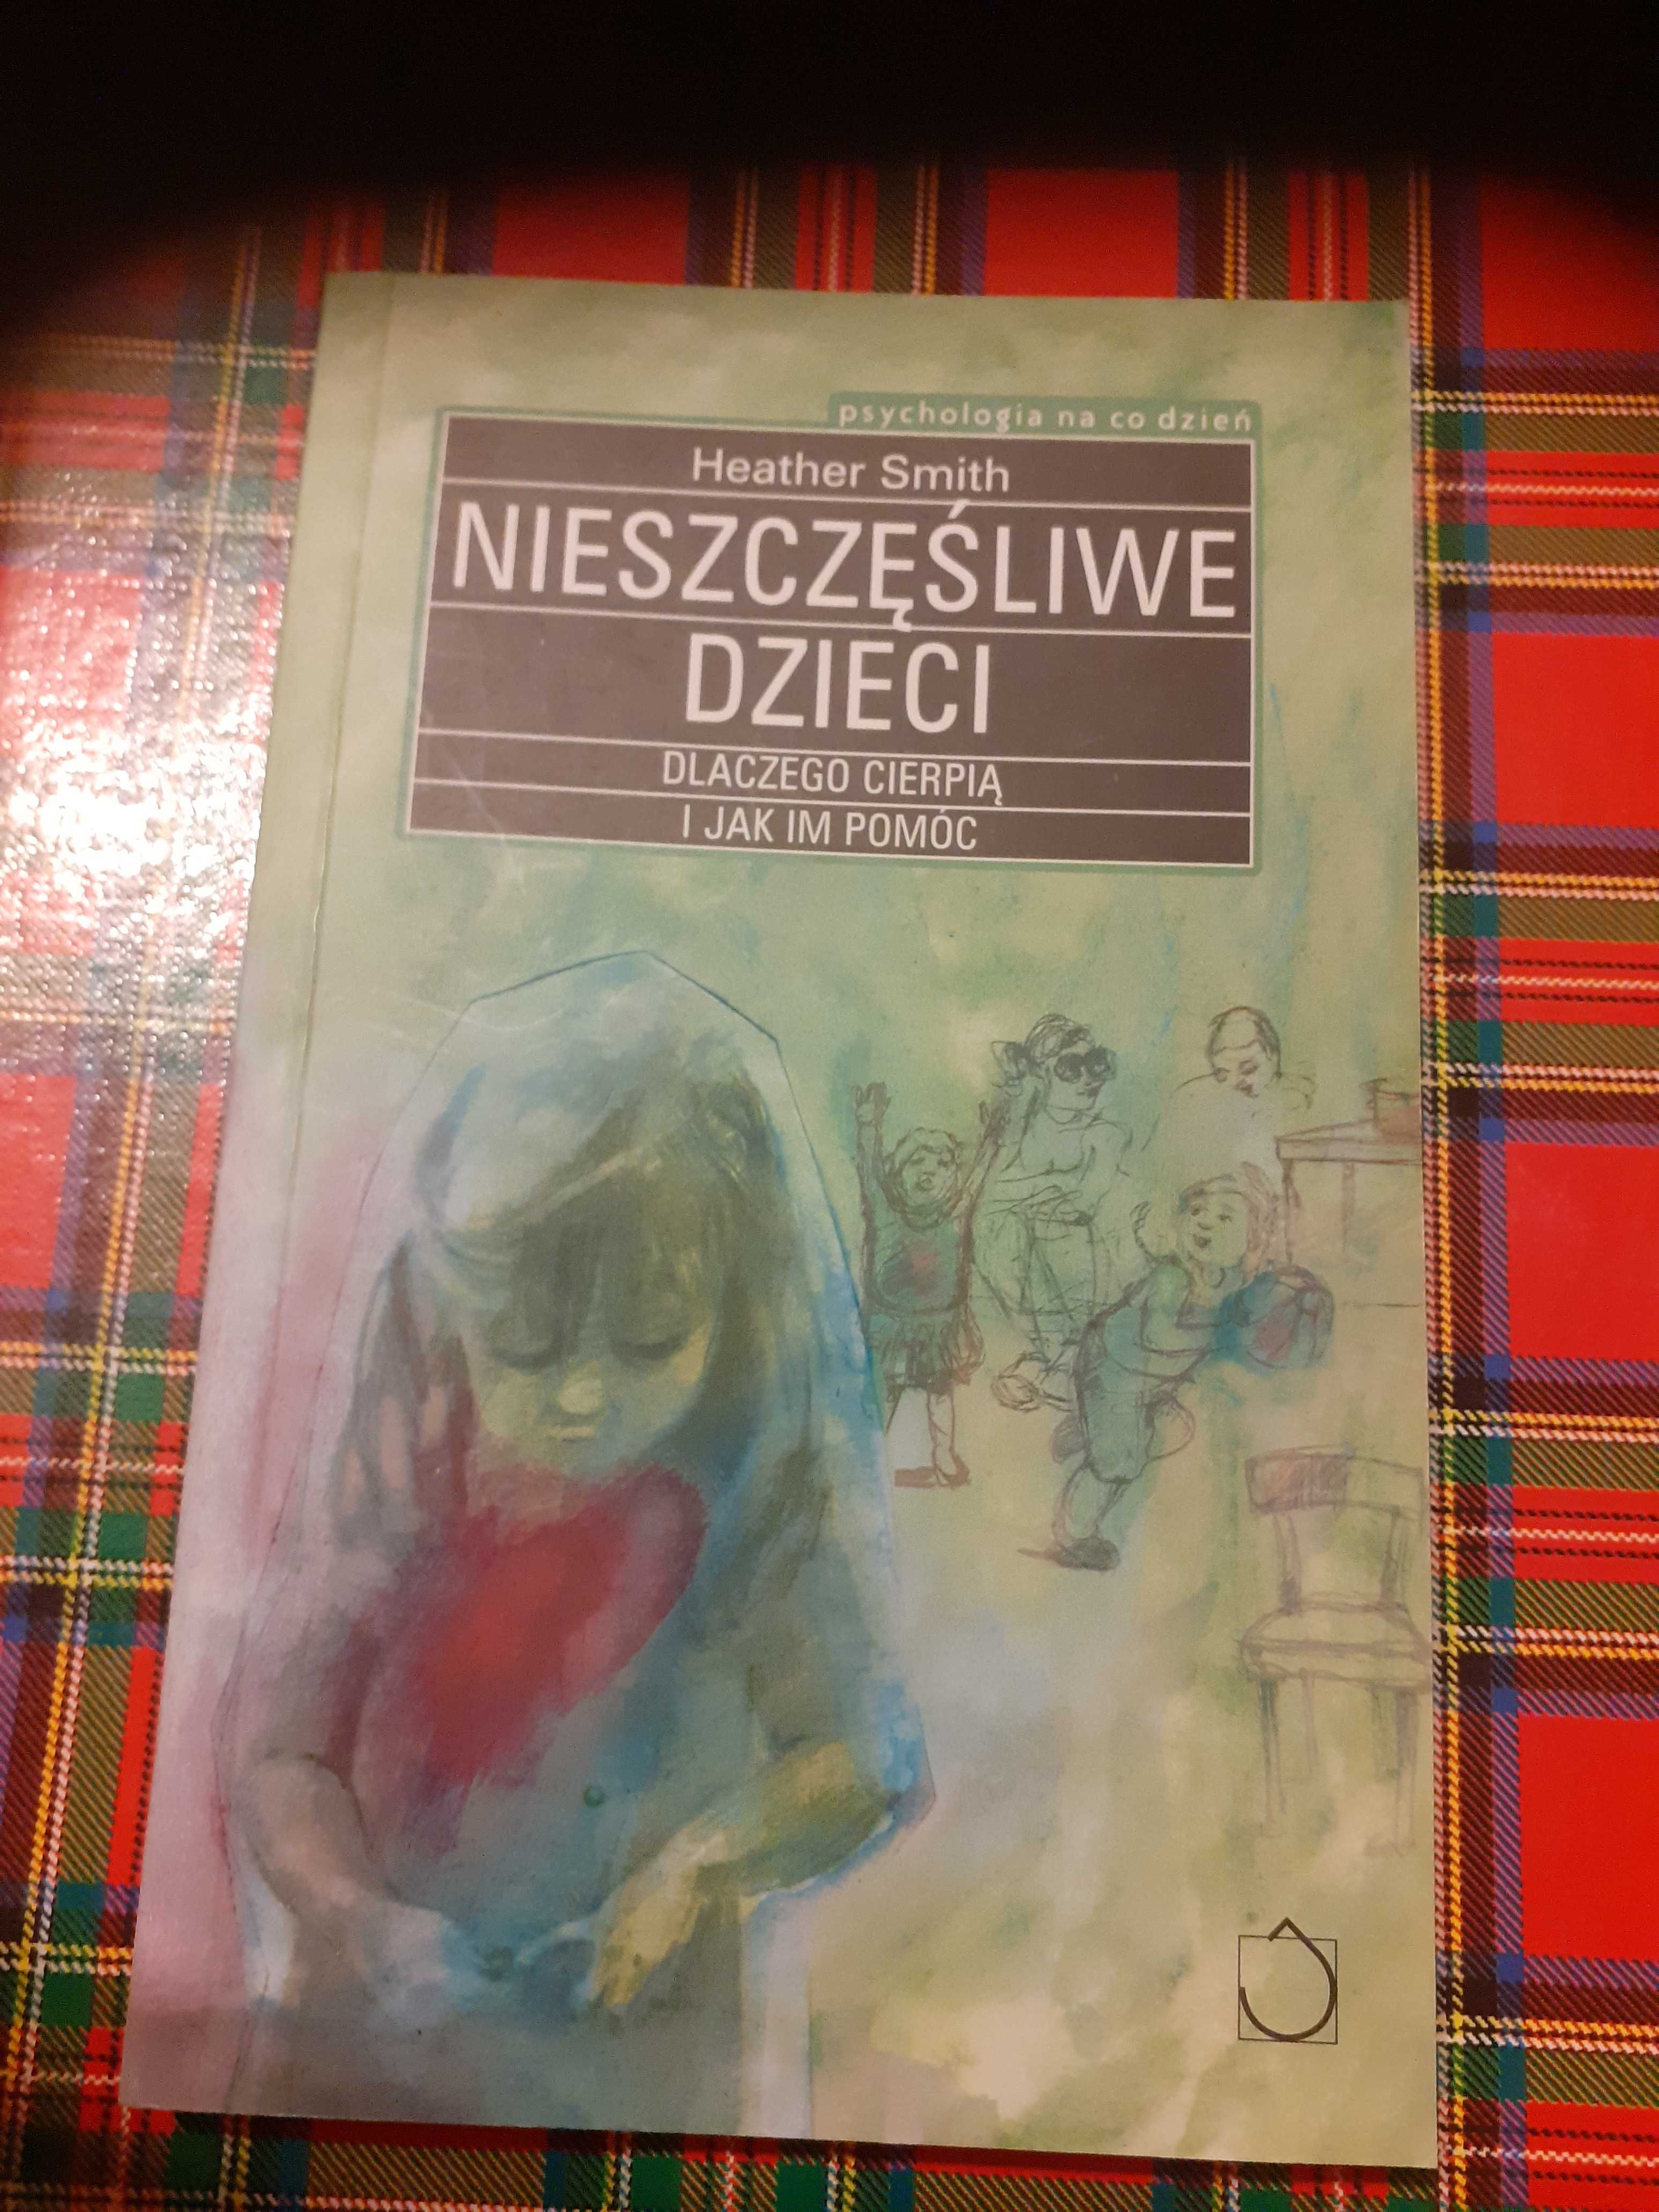 psychologia na co dzień
Heather Smith
NIESZCZĘŚLIWE
DZIECI
DLACZEGO CIERPIĄ
I JAK IM POMÓC